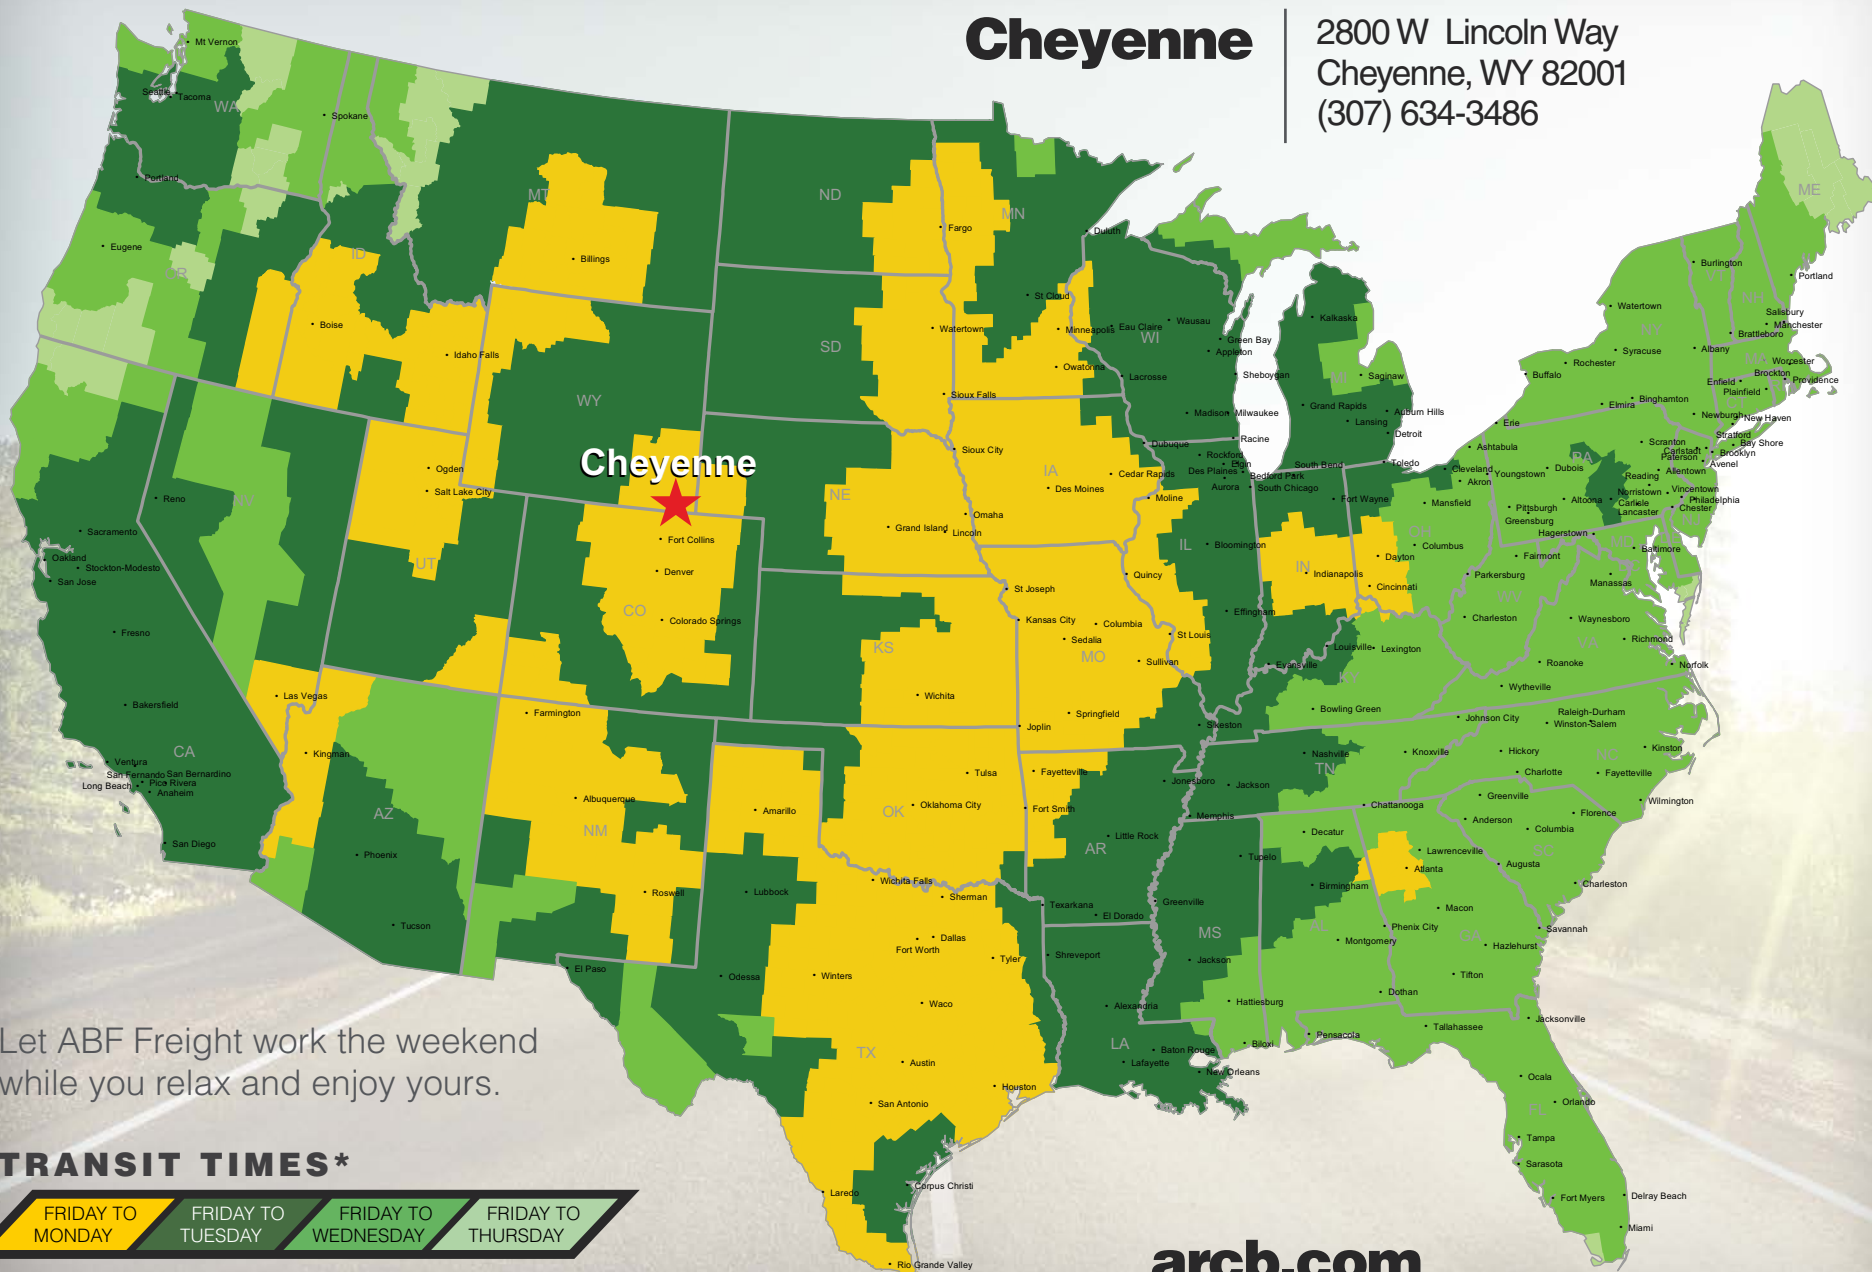 Cheyenne
2800 W Lincoln Way
Cheyenne, WY 82001
(307) 634-3486
Mt Vernon
Seattle
Tacoma
WA
Spokane
Portland
Eugene
OR
ID
Boise
Idaho Falls
MT
Billings
ND
Fargo
MN
Duluth
St Cloud
Minneapolis
Owatonna
Watertown
SD
Sioux Falls
WY
Cheyenne
Eau Claire
Wausau
WI
Green Bay
Appleton
Lacrosse
Sheboygan
Madison
Milwaukee
Racine
Kalkaska
MI
Saginaw
Grand Rapids
Lansing
Auburn Hills
Detroit
ME
Burlington
Portland
VT
NH
Watertown
NY
Salisbury
Manchester
Brattleboro
Syracuse
Albany
Rochester
Buffalo
Worcester
Brockton
Providence
Enfield
Plainfield
Binghamton
Elmira
Newburgh
New Haven
Stratford
Bay Shore
Brooklyn
Scranton
Carlstadt
Paterson
Avenel
Erie
Ashtabula
Toledo
Cleveland
Youngstown
Akron
Dubois
PA
Reading
Allentown
Norristown
Vincentown
Philadelphia
Altoona
Carlisle
Lancaster
Chester
NJ
Mansfield
Pittsburgh
Greensburg
Hagerstown
MD
Baltimore
OH
Columbus
Dayton
Cincinnati
Fairmont
Parkersburg
Manassas
WV
Charleston
Waynesboro
VA
Richmond
Roanoke
Norfolk
Wytheville
Reno
NV
Sacramento
Oakland
Stockton-Modesto
San Jose
Fresno
Bakersfield
CA
Ventura
San Fernando
San Bernardino
Pico Rivera
Long Beach
Anaheim
San Diego
Las Vegas
Kingman
Ogden
Salt Lake City
UT
Fort Collins
Denver
CO
Colorado Springs
NE
Grand Island
Lincoln
Omaha
Sioux City
IA
Des Moines
Cedar Rapids
Dubuque
Moline
Rockford
Elgin
Des Plaines
Bedford Park
Aurora
South Chicago
South Bend
Fort Wayne
IL
Bloomington
IN
Indianapolis
Quincy
Effingham
St Joseph
Kansas City
Columbia
Sedalia
MO
St Louis
Sullivan
Springfield
Joplin
KS
Wichita
Evansville
Louisville
Lexington
KY
Bowling Green
Sikeston
Johnson City
Raleigh-Durham
Winston-Salem
Nashville
TN
Knoxville
Hickory
NC
Kinston
Charlotte
Fayetteville
Jackson
Memphis
Chattanooga
Greenville
Wilmington
Anderson
Florence
Columbia
SC
Farmington
AZ
Phoenix
Tucson
Albuquerque
NM
Roswell
Amarillo
Tulsa
OK
Oklahoma City
Fayetteville
Fort Smith
Jonesboro
AR
Little Rock
Lubbock
Wichita Falls
Sherman
Texarkana
El Dorado
Dallas
Fort Worth
Tyler
Shreveport
El Paso
Odessa
Winters
Waco
TX
Austin
Houston
San Antonio
Laredo
Corpus Christi
Rio Grande Valley
Tupelo
Decatur
Lawrenceville
Atlanta
Augusta
Birmingham
Greenville
MS
AL
Macon
Charleston
Phenix City
GA
Montgomery
Savannah
Hazlehurst
Jackson
Tifton
Dothan
Hattiesburg
Alexandria
LA
Baton Rouge
Lafayette
New Orleans
Biloxi
Pensacola
Tallahassee
Jacksonville
Ocala
FL
Orlando
Tampa
Sarasota
Fort Myers
Delray Beach
Miami
Let ABF Freight work the weekend
while you relax and enjoy yours.
TRANSIT TIMES*
FRIDAY TO
MONDAY
FRIDAY TO
TUESDAY
FRIDAY TO
WEDNESDAY
FRIDAY TO
THURSDAY
arcb.com